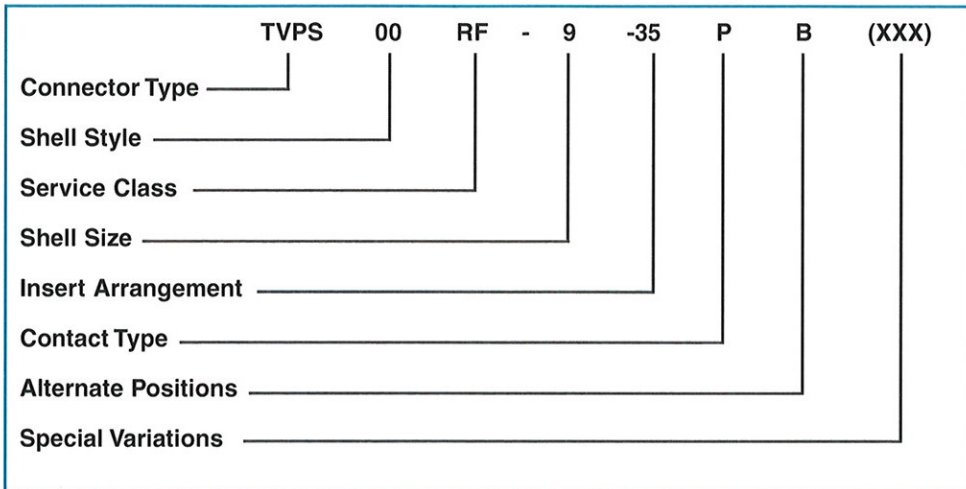 TVPS 00 RF - 9 -35 P B (XXX)
Connector Type
Shell Style
Service Class
Shell Size
Insert Arrangement
Contact Type
Alternate Positions
Special Variations